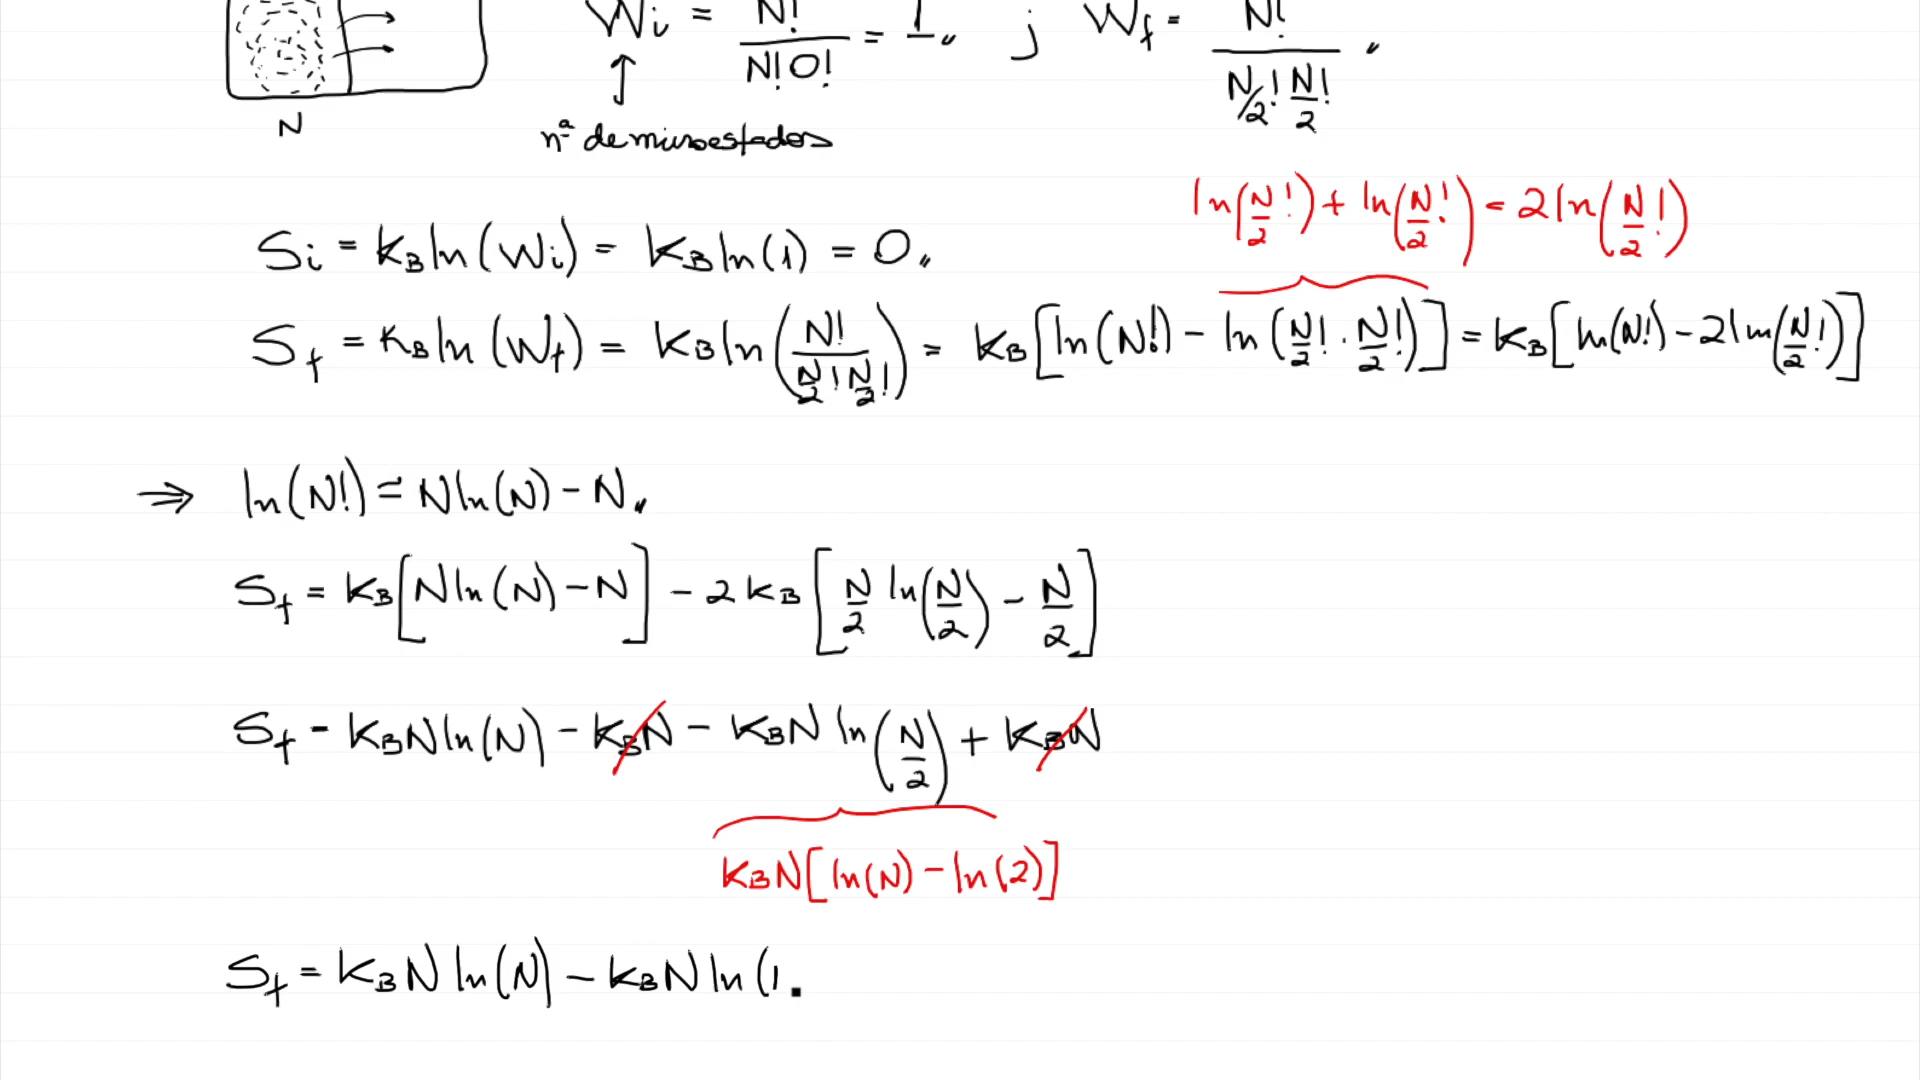 Wi = N! / N!0! = 1 ; Wf = N! / N/2! N/2!
N
nª de microestados
ln(N/2!) + ln(N/2!) = 2ln(N/2!)
Si = KB ln(Wi) = KB ln(1) = 0
Sf = KB ln(Wf) = KB ln(N! / N/2! N/2!) = KB[ln(N!) - ln(N/2! · N/2!)] = KB[ln(N!) - 2ln(N/2!)]
⇒ ln(N!) = N ln(N) - N
Sf = KB[N ln(N) - N] - 2KB[N/2 ln(N/2) - N/2]
Sf - KBN ln(N) - KBN - KBN ln(N/2) + KBN
KBN[ln(N) - ln(2)]
Sf = KBN ln(N) - KBN ln(